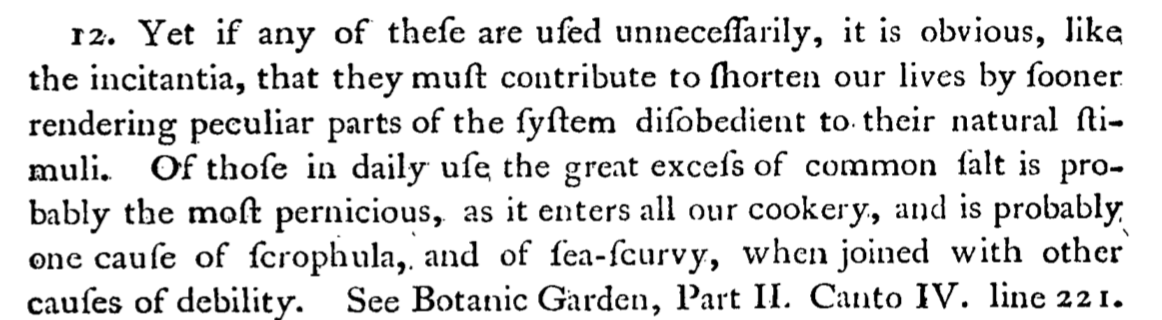 12. Yet if any of theſe are uſed unneceſſarily, it is obvious, like
the incitantia, that they muſt contribute to ſhorten our lives by ſooner
rendering peculiar parts of the ſyſtem diſobedient to their natural ſti-
muli. Of thoſe in daily uſe the great exceſs of common ſalt is pro-
bably the moſt pernicious, as it enters all our cookery, and is probably
one cauſe of ſcrophula, and of ſea-ſcurvy, when joined with other
cauſes of debility. See Botanic Garden, Part II. Canto IV. line 221.